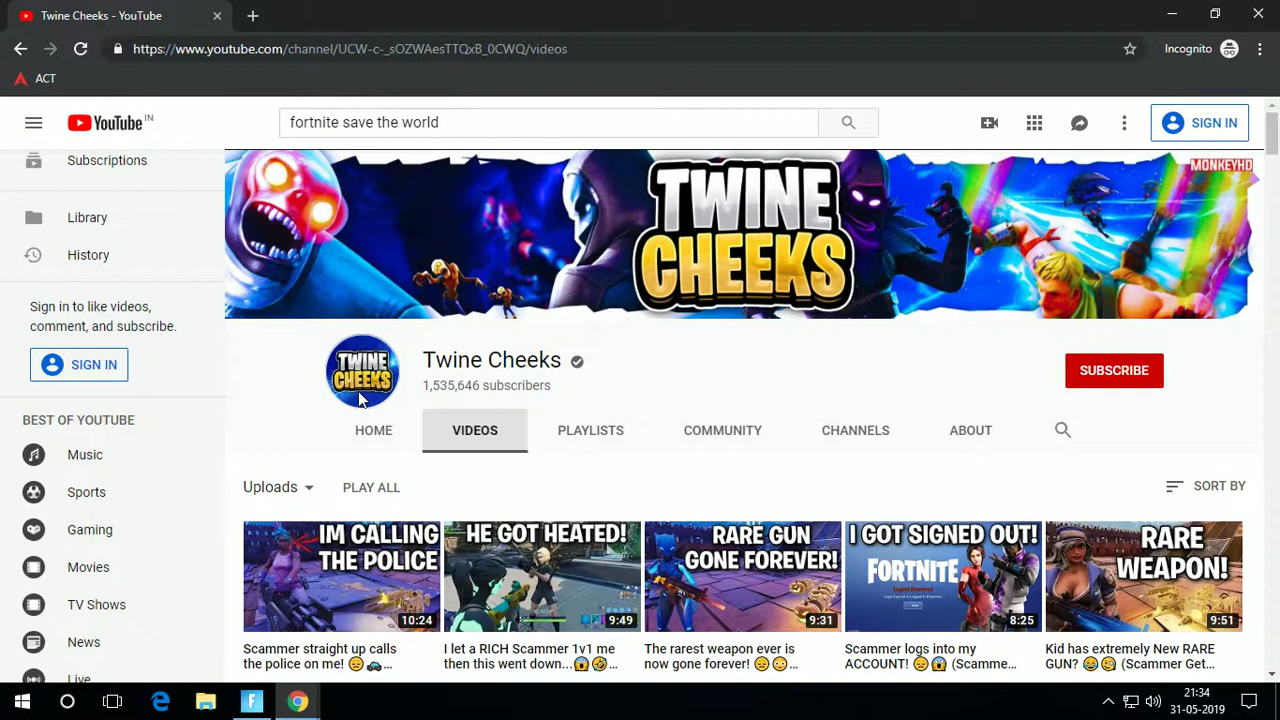 Twine Cheeks - YouTube
https://www.youtube.com/channel/UCW-c-_sOZWAesTTQxB_0CWQ/videos
Incognito
ACT
YouTube IN
fortnite save the world
SIGN IN
Subscriptions
Library
History
Sign in to like videos,
comment, and subscribe.
SIGN IN
BEST OF YOUTUBE
Music
Sports
Gaming
Movies
TV Shows
News
Live
MONKEYHD
TWINE
CHEEKS
TWINE
CHEEKS
Twine Cheeks
1,535,646 subscribers
SUBSCRIBE
HOME
VIDEOS
PLAYLISTS
COMMUNITY
CHANNELS
ABOUT
Uploads
PLAY ALL
SORT BY
IM CALLING
THE POLICE
10:24
HE GOT HEATED!
9:49
RARE GUN
GONE FOREVER!
9:31
I GOT SIGNED OUT!
FORTNITE
8:25
RARE
WEAPON!
9:51
Scammer straight up calls
the police on me! 😴🚓...
I let a RICH Scammer 1v1 me
then this went down...😱🤣...
The rarest weapon ever is
now gone forever! 😴😳...
Scammer logs into my
ACCOUNT! 😴😱 (Scamme...
Kid has extremely New RARE
GUN? 😂🧐 (Scammer Get...
21:34
31-05-2019